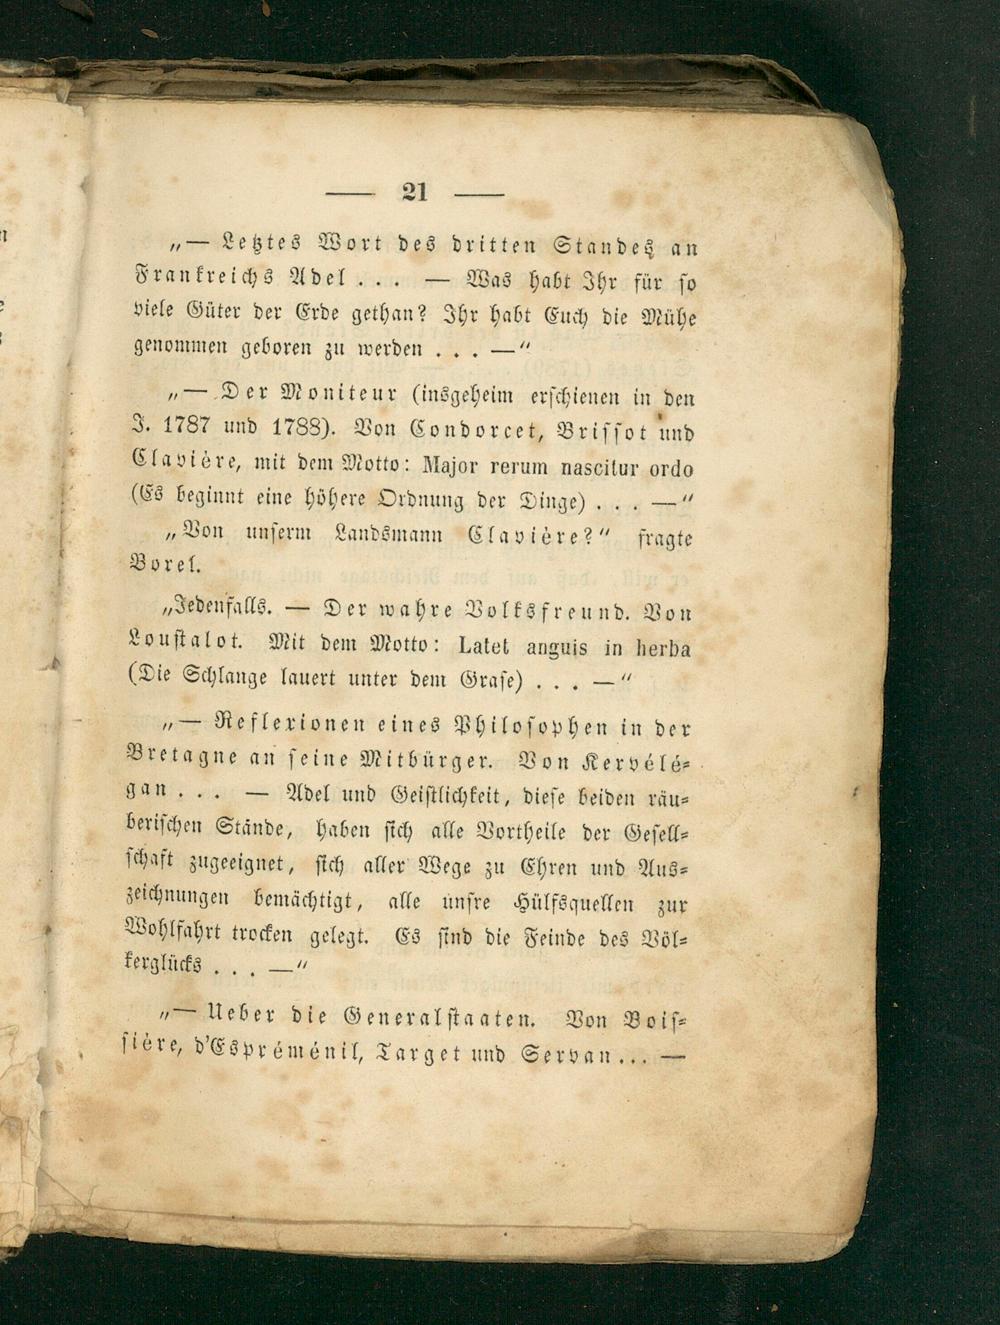 — 21 —
„— Letztes Wort des dritten Standes an
Frankreichs Adel . . . — Was habt Ihr für so
viele Güter der Erde gethan? Ihr habt Euch die Mühe
genommen geboren zu werden . . . —“
„— Der Moniteur (insgeheim erschienen in den
J. 1787 und 1788). Von Condorcet, Brissot und
Clavière, mit dem Motto: Major rerum nascitur ordo
(Es beginnt eine höhere Ordnung der Dinge) . . . —“
„Von unserm Landsmann Clavière?“ fragte
Borel.
„Jedenfalls. — Der wahre Volksfreund. Von
Loustalot. Mit dem Motto: Latet anguis in herba
(Die Schlange lauert unter dem Grase) . . . —“
„— Reflexionen eines Philosophen in der
Bretagne an seine Mitbürger. Von Kervélé-
gan . . . — Adel und Geistlichkeit, diese beiden räu-
berischen Stände, haben sich alle Vortheile der Gesell-
schaft zugeeignet, sich aller Wege zu Ehren und Aus-
zeichnungen bemächtigt, alle unsre Hülfsquellen zur
Wohlfahrt trocken gelegt. Es sind die Feinde des Völ-
kerglücks . . . —“
„— Ueber die Generalstaaten. Von Bois-
sière, d'Espréménil, Target und Servan . . . —